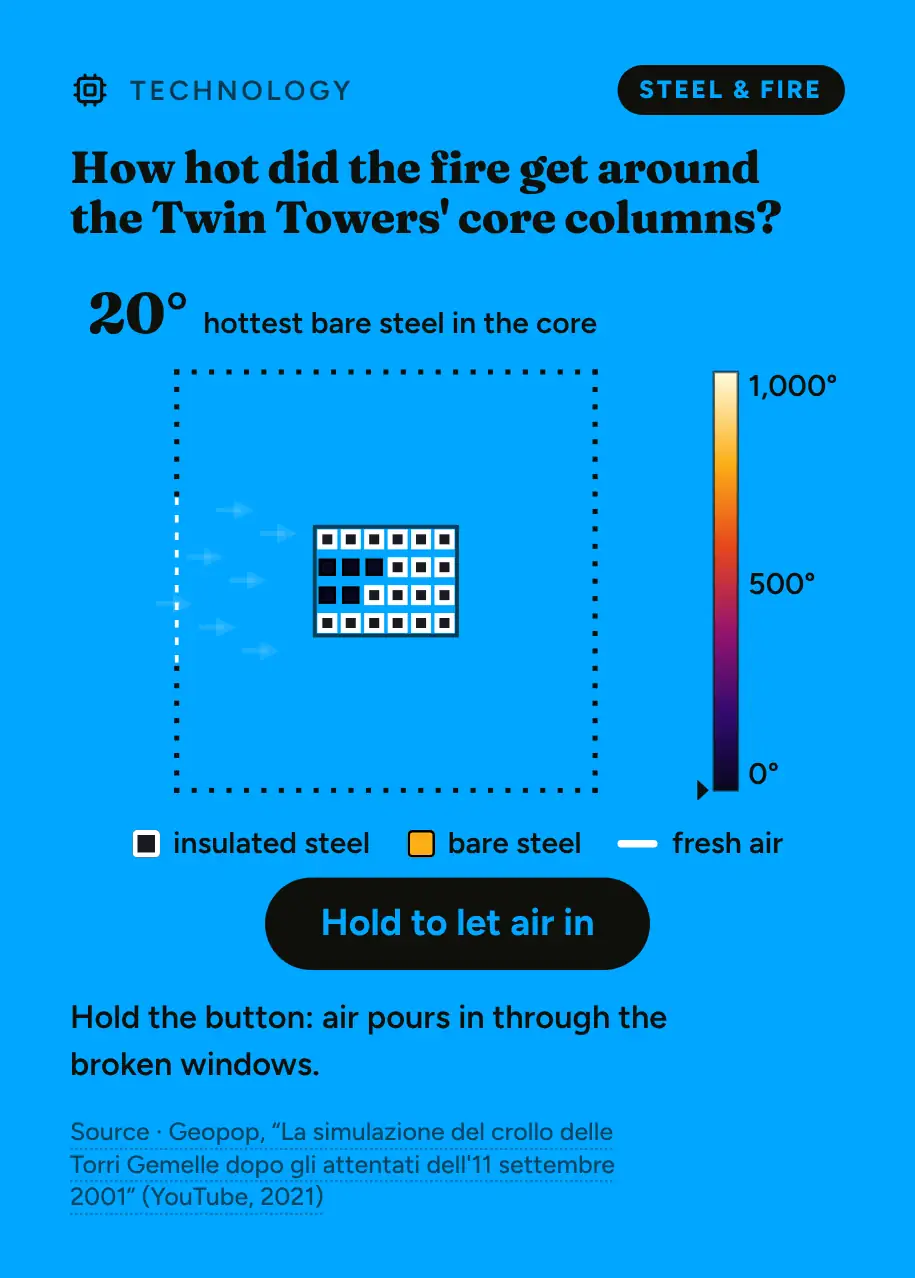 TECHNOLOGY
STEEL & FIRE
How hot did the fire get around
the Twin Towers' core columns?
20° hottest bare steel in the core
1,000°
500°
0°
insulated steel
bare steel
fresh air
Hold to let air in
Hold the button: air pours in through the
broken windows.
Source · Geopop, “La simulazione del crollo delle
Torri Gemelle dopo gli attentati dell'11 settembre
2001” (YouTube, 2021)